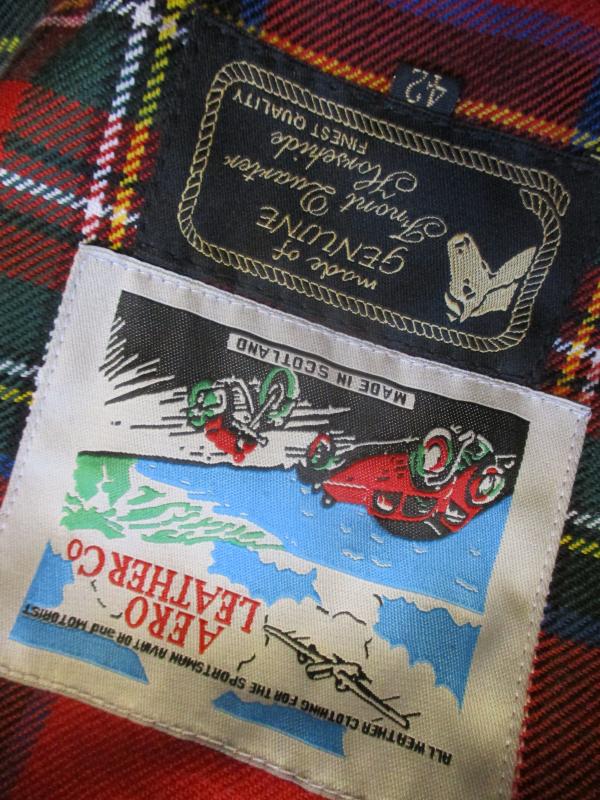 ALL WEATHER CLOTHING FOR THE SPORTSMAN AVIATOR and MOTORIST
AERO
LEATHER Co
MADE IN SCOTLAND
made of
GENUINE
Front Quarter
Horsehide
FINEST QUALITY
42